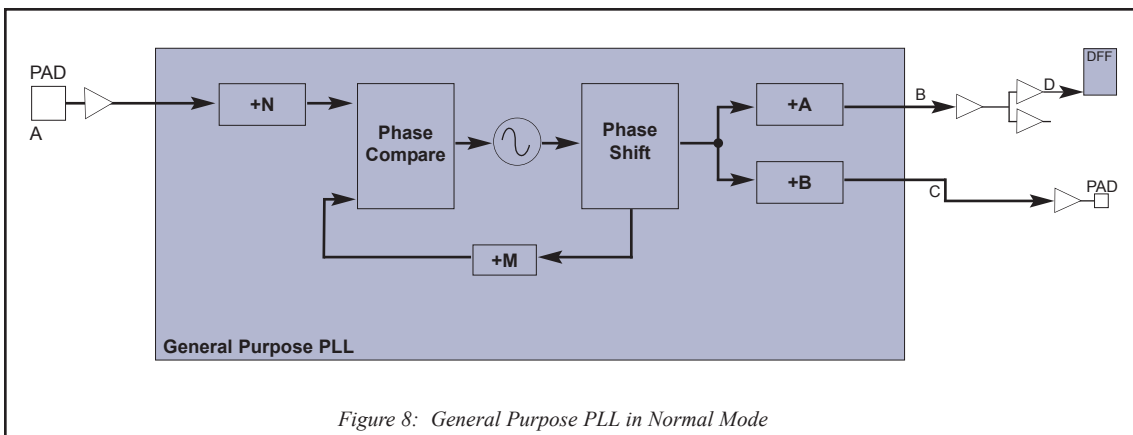 PAD
A
+N
Phase
Compare
Phase
Shift
+A
+B
+M
B
C
D
DFF
PAD
General Purpose PLL
Figure 8: General Purpose PLL in Normal Mode